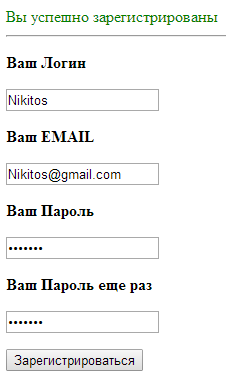 Вы успешно зарегистрированы
Ваш Логин
Nikitos
Ваш EMAIL
Nikitos@gmail.com
Ваш Пароль
•••••••
Ваш Пароль еще раз
•••••••
Зарегистрироваться